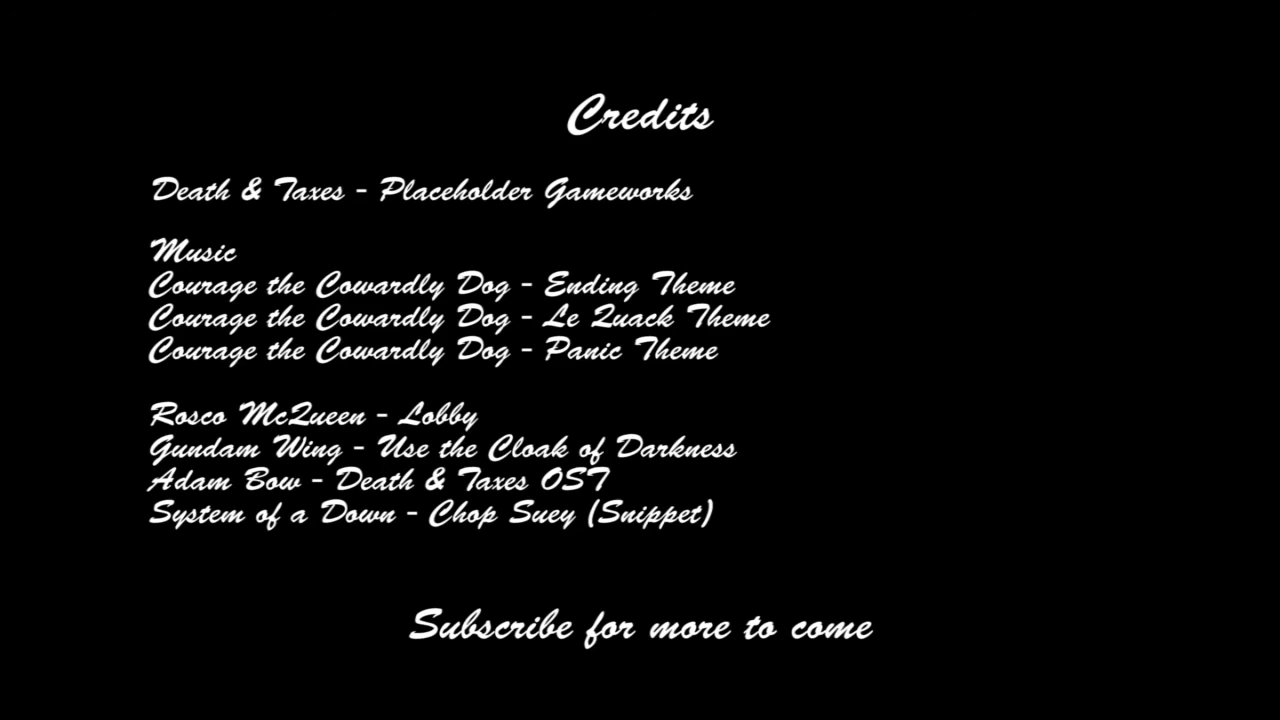 Credits
Death & Taxes - Placeholder Gameworks
Music
Courage the Cowardly Dog - Ending Theme
Courage the Cowardly Dog - Le Quack Theme
Courage the Cowardly Dog - Panic Theme
Rosco McQueen - Lobby
Gundam Wing - Use the Cloak of Darkness
Adam Bow - Death & Taxes OST
System of a Down - Chop Suey (Snippet)
Subscribe for more to come